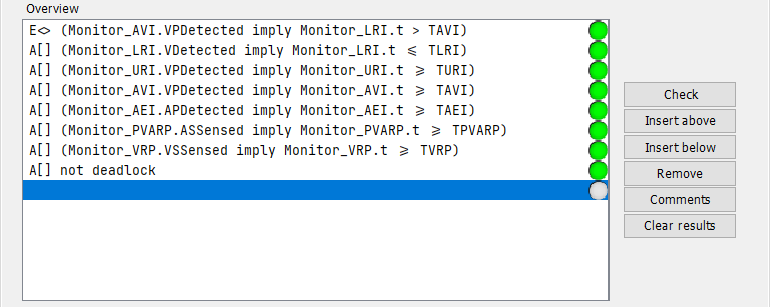 Overview
E<> (Monitor_AVI.VPDetected imply Monitor_LRI.t > TAVI)
A[] (Monitor_LRI.VDetected imply Monitor_LRI.t ⩽ TLRI)
A[] (Monitor_URI.VPDetected imply Monitor_URI.t ⩾ TURI)
A[] (Monitor_AVI.VPDetected imply Monitor_AVI.t ⩾ TAVI)
A[] (Monitor_AEI.APDetected imply Monitor_AEI.t ⩾ TAEI)
A[] (Monitor_PVARP.ASSensed imply Monitor_PVARP.t ⩾ TPVARP)
A[] (Monitor_VRP.VSSensed imply Monitor_VRP.t ⩾ TVRP)
A[] not deadlock
Check
Insert above
Insert below
Remove
Comments
Clear results